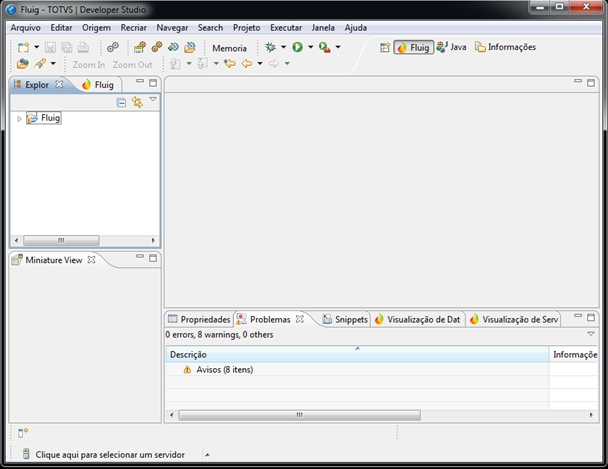 Fluig - TOTVS | Developer Studio
Arquivo Editar Origem Recriar Navegar Search Projeto Executar Janela Ajuda
Memoria Fluig Java Informações
Zoom In Zoom Out
Explor Fluig
Fluig
Miniature View
Propriedades Problemas Snippets Visualização de Dat Visualização de Serv
0 errors, 8 warnings, 0 others
Descrição Informaçõe
Avisos (8 itens)
Clique aqui para selecionar um servidor